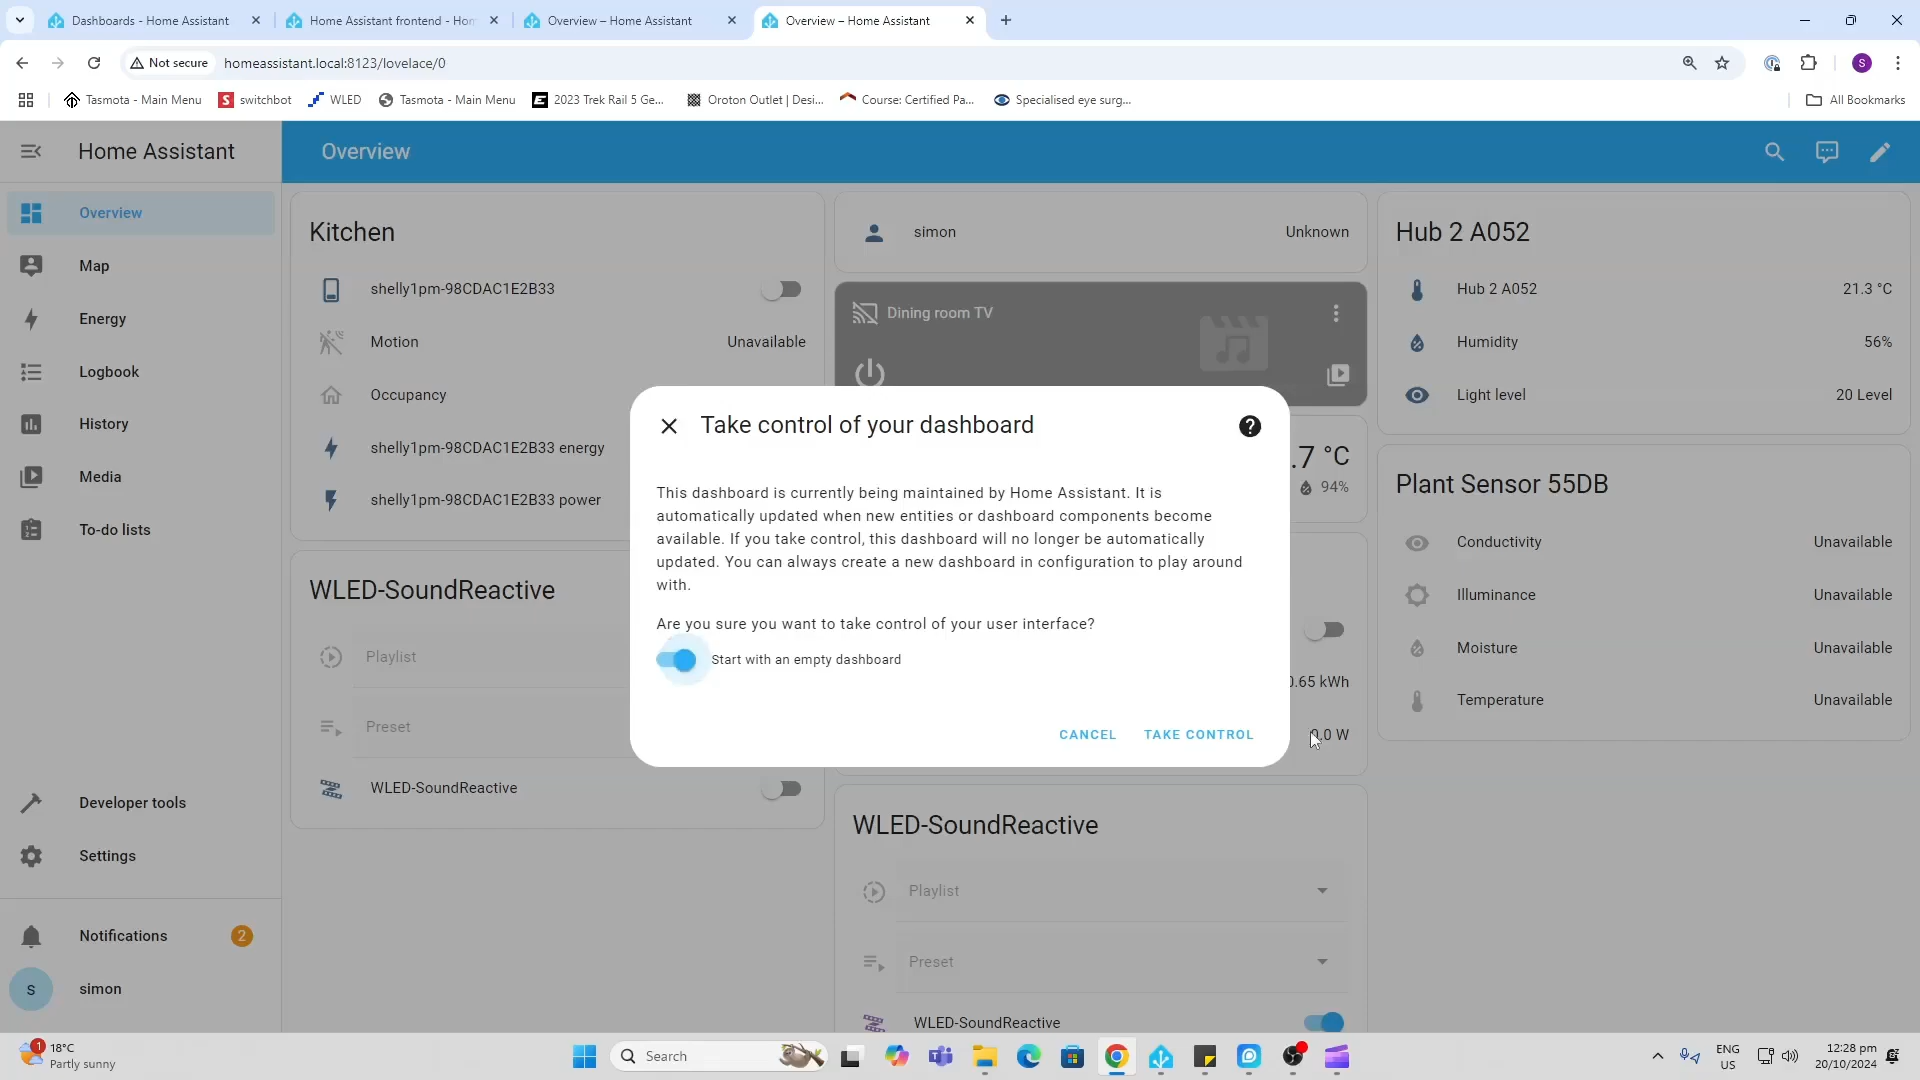 Dashboards - Home Assistant
Home Assistant frontend - Hom
Overview – Home Assistant
Overview – Home Assistant
Not secure
homeassistant.local:8123/lovelace/0
S
Tasmota - Main Menu
switchbot
WLED
Tasmota - Main Menu
2023 Trek Rail 5 Ge...
Oroton Outlet | Desi...
Course: Certified Pa...
Specialised eye surg...
All Bookmarks
Home Assistant
Overview
Overview
Map
Energy
Logbook
History
Media
To-do lists
Developer tools
Settings
Notifications
2
s
simon
Kitchen
shelly1pm-98CDAC1E2B33
Motion
Unavailable
Occupancy
shelly1pm-98CDAC1E2B33 energy
shelly1pm-98CDAC1E2B33 power
WLED-SoundReactive
Playlist
Preset
WLED-SoundReactive
simon
Unknown
Dining room TV
.7 °C
94%
0.65 kWh
0.0 W
WLED-SoundReactive
Playlist
Preset
WLED-SoundReactive
Hub 2 A052
Hub 2 A052
21.3 °C
Humidity
56%
Light level
20 Level
Plant Sensor 55DB
Conductivity
Unavailable
Illuminance
Unavailable
Moisture
Unavailable
Temperature
Unavailable
Take control of your dashboard
This dashboard is currently being maintained by Home Assistant. It is
automatically updated when new entities or dashboard components become
available. If you take control, this dashboard will no longer be automatically
updated. You can always create a new dashboard in configuration to play around
with.
Are you sure you want to take control of your user interface?
Start with an empty dashboard
CANCEL
TAKE CONTROL
1
18°C
Partly sunny
Search
ENG
US
12:28 pm
20/10/2024